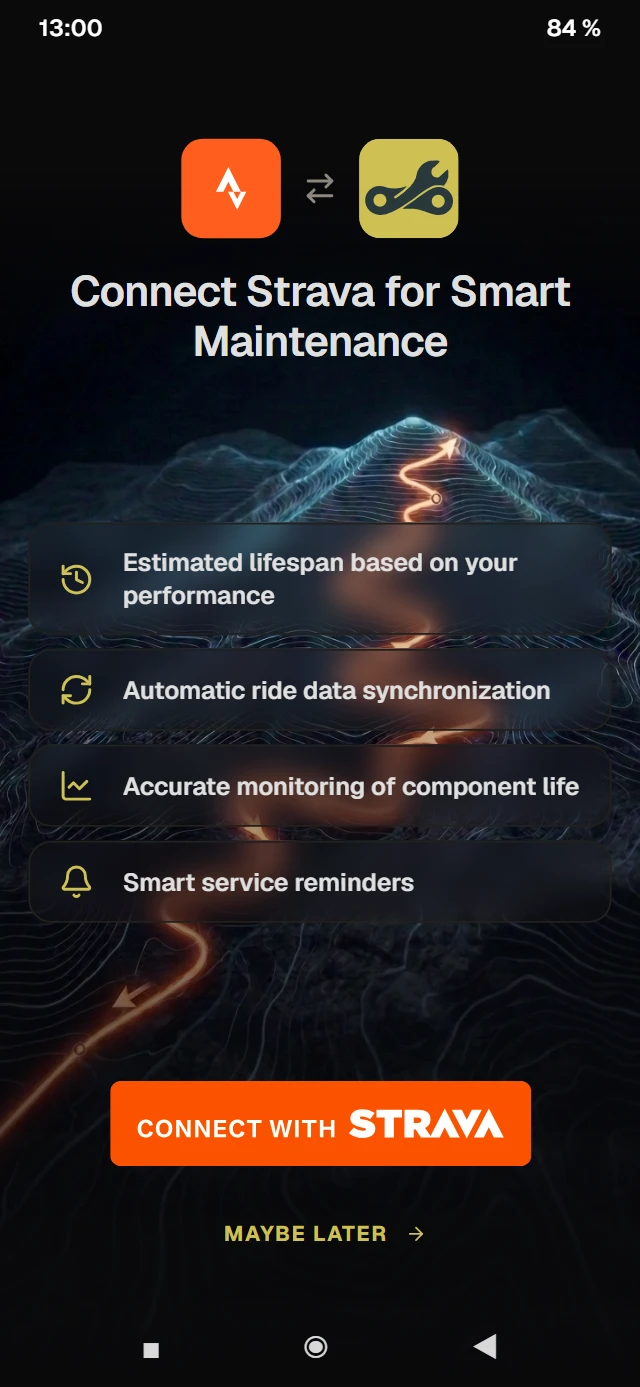 13:00
84 %
Connect Strava for Smart
Maintenance
Estimated lifespan based on your
performance
Automatic ride data synchronization
Accurate monitoring of component life
Smart service reminders
CONNECT WITH STRAVA
MAYBE LATER